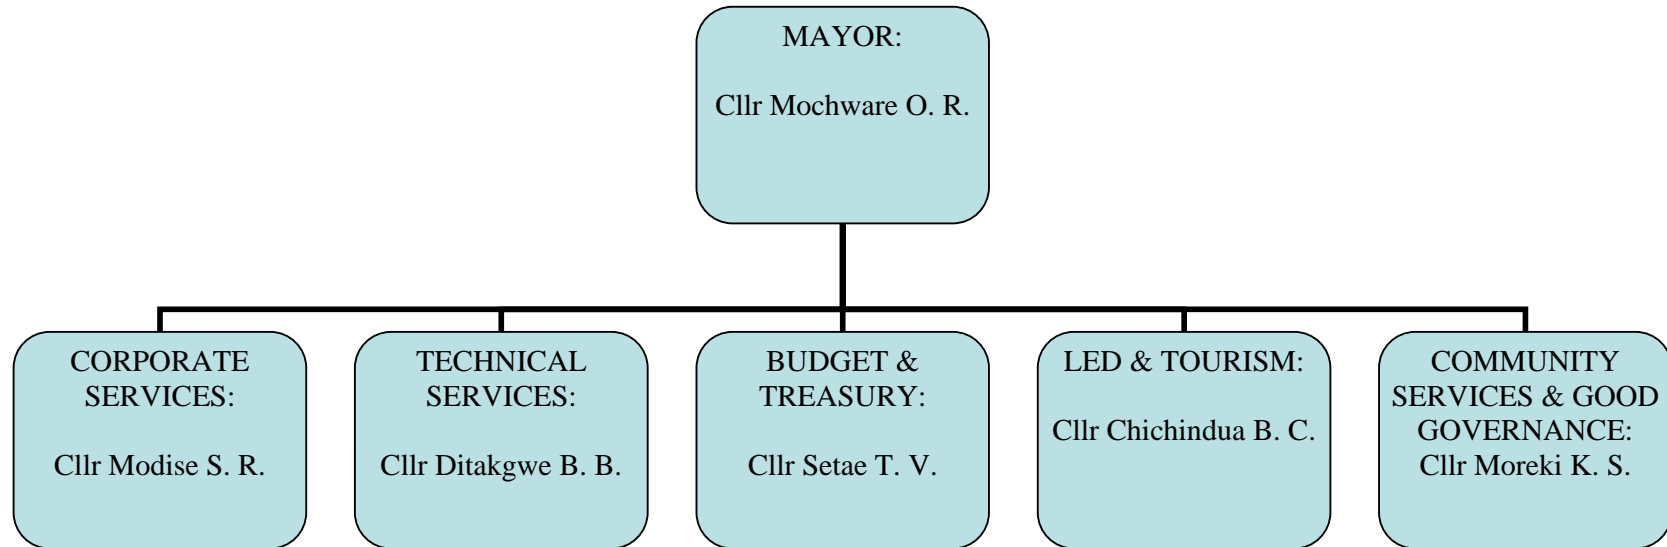 MAYOR:
Cllr Mochware O. R.
CORPORATE
SERVICES:
Cllr Modise S. R.
TECHNICAL
SERVICES:
Cllr Ditakgwe B. B.
BUDGET &
TREASURY:
Cllr Setae T. V.
LED & TOURISM:
Cllr Chichindua B. C.
COMMUNITY
SERVICES & GOOD
GOVERNANCE:
Cllr Moreki K. S.